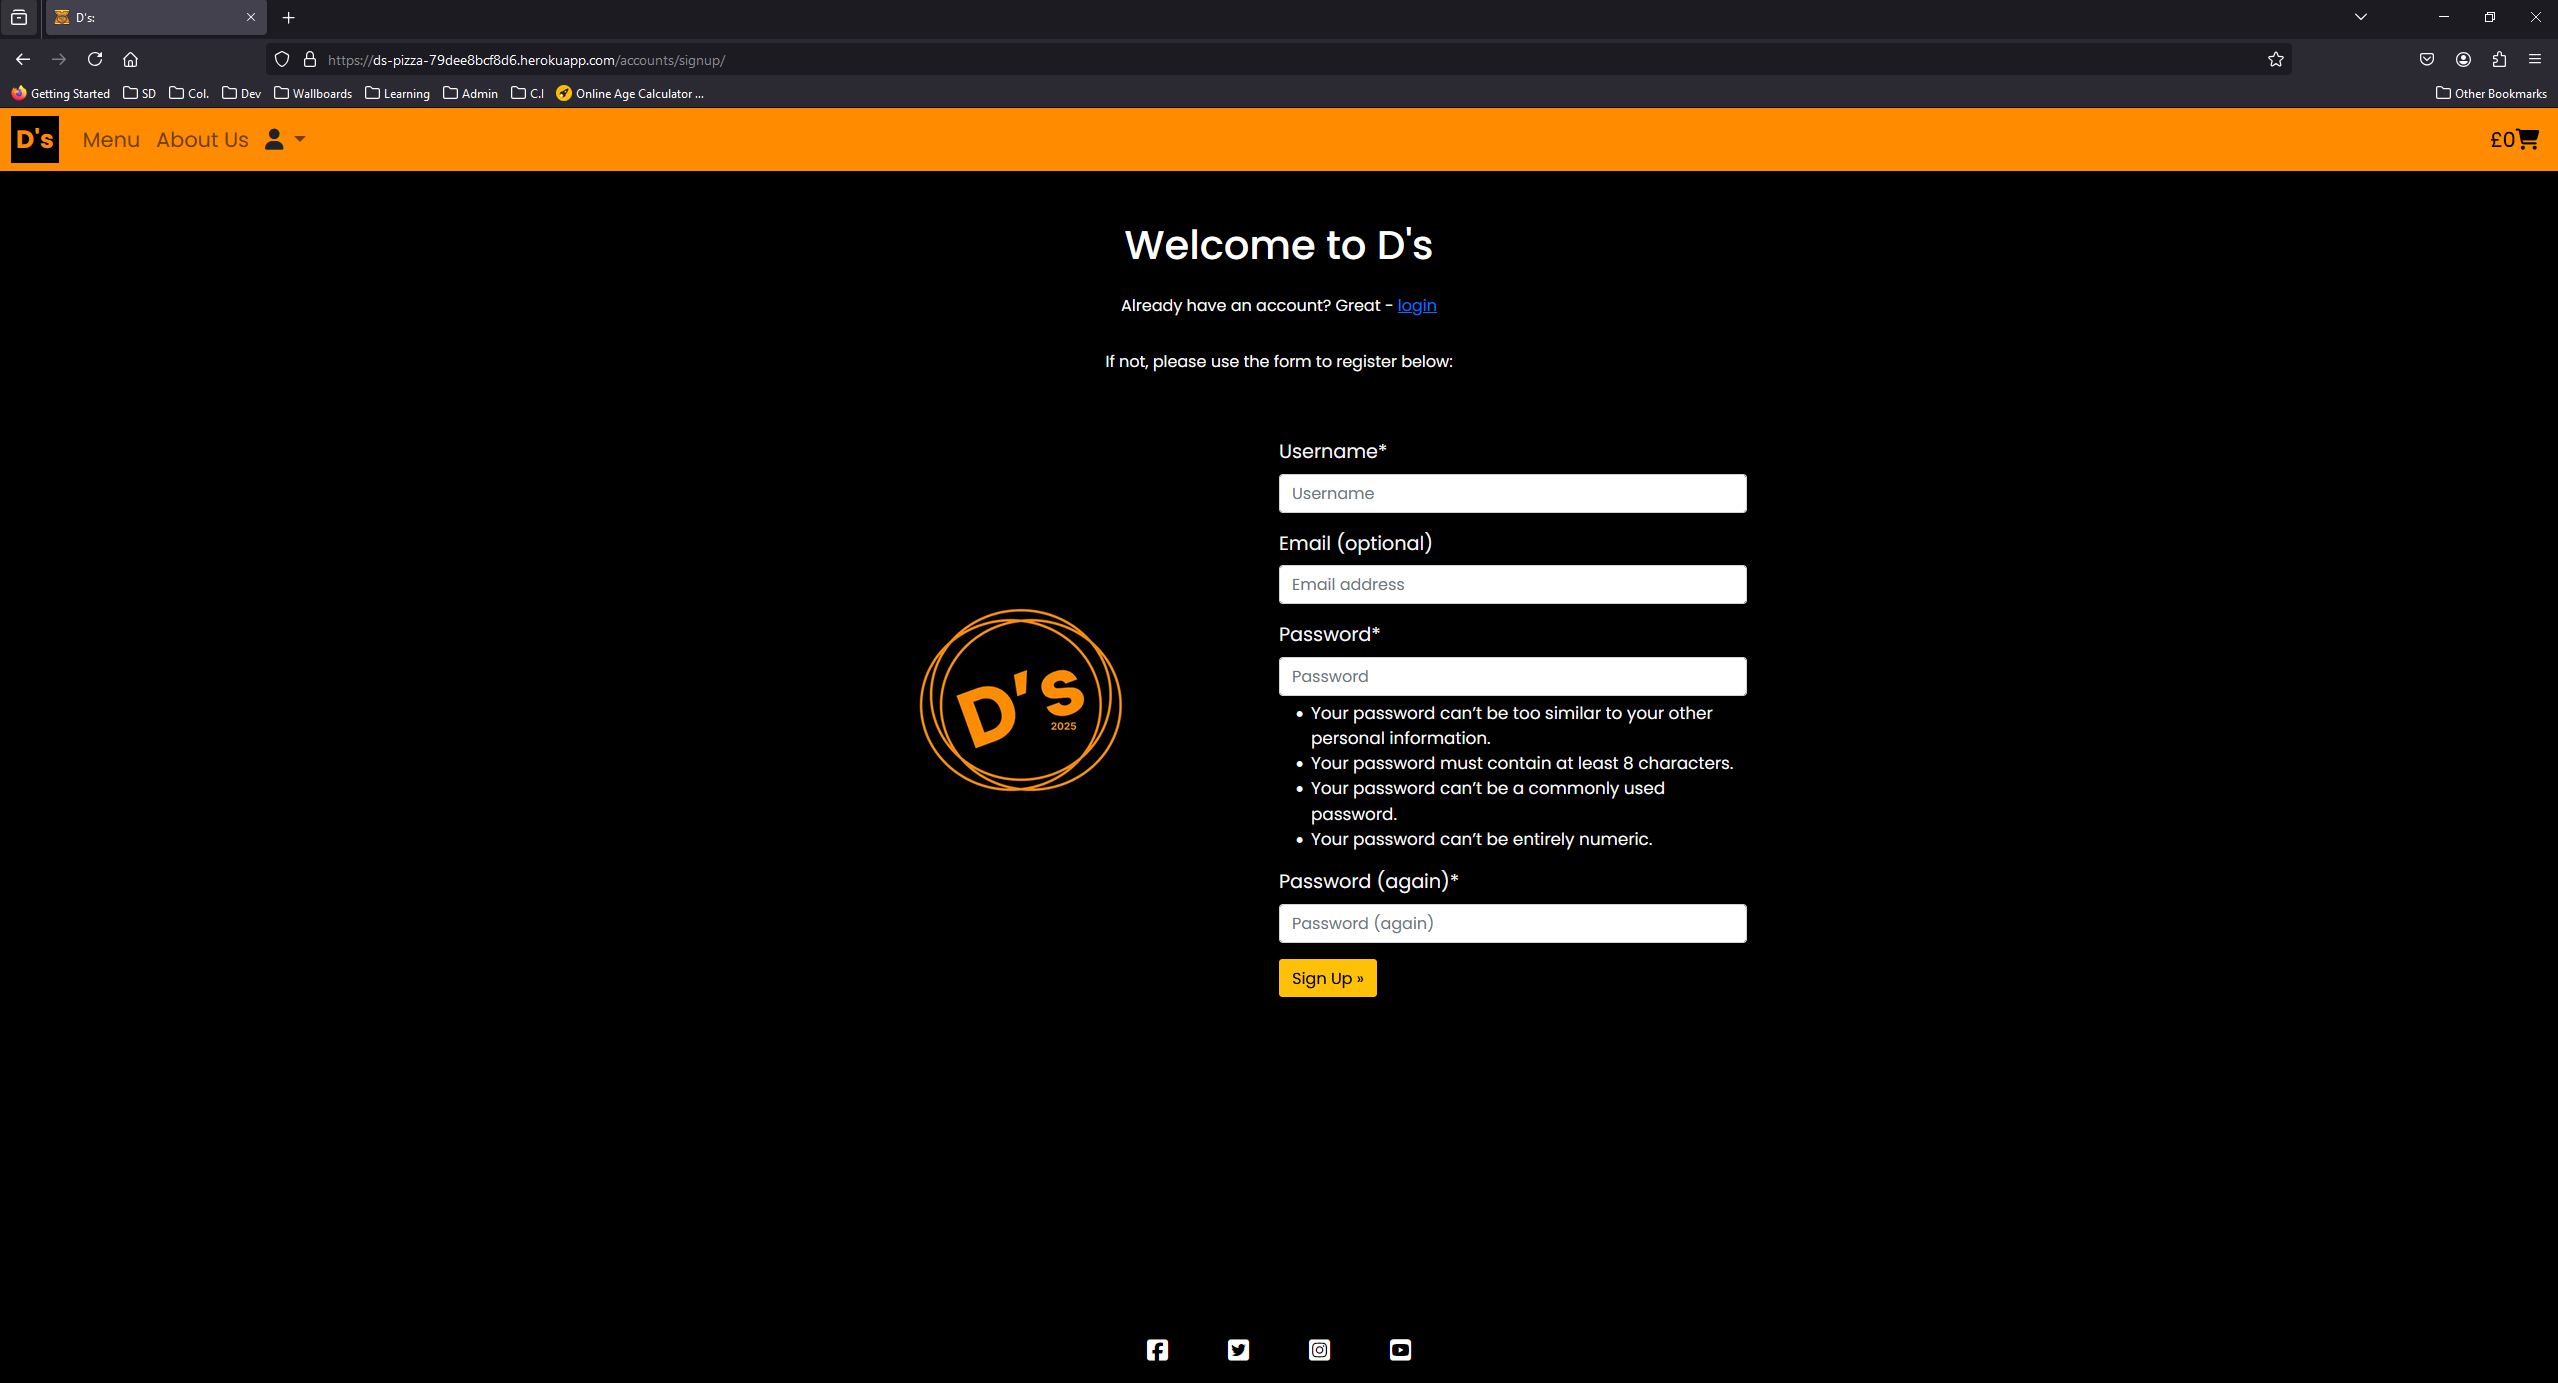 D's:
https://ds-pizza-79dee8bcf8d6.herokuapp.com/accounts/signup/
Getting Started SD Col. Dev Wallboards Learning Admin C.I Online Age Calculator ... Other Bookmarks
D's Menu About Us £0
Welcome to D's
Already have an account? Great - login
If not, please use the form to register below:
Username*
Username
Email (optional)
Email address
Password*
Password
D's
2025
• Your password can’t be too similar to your other
personal information.
• Your password must contain at least 8 characters.
• Your password can’t be a commonly used
password.
• Your password can’t be entirely numeric.
Password (again)*
Password (again)
Sign Up »